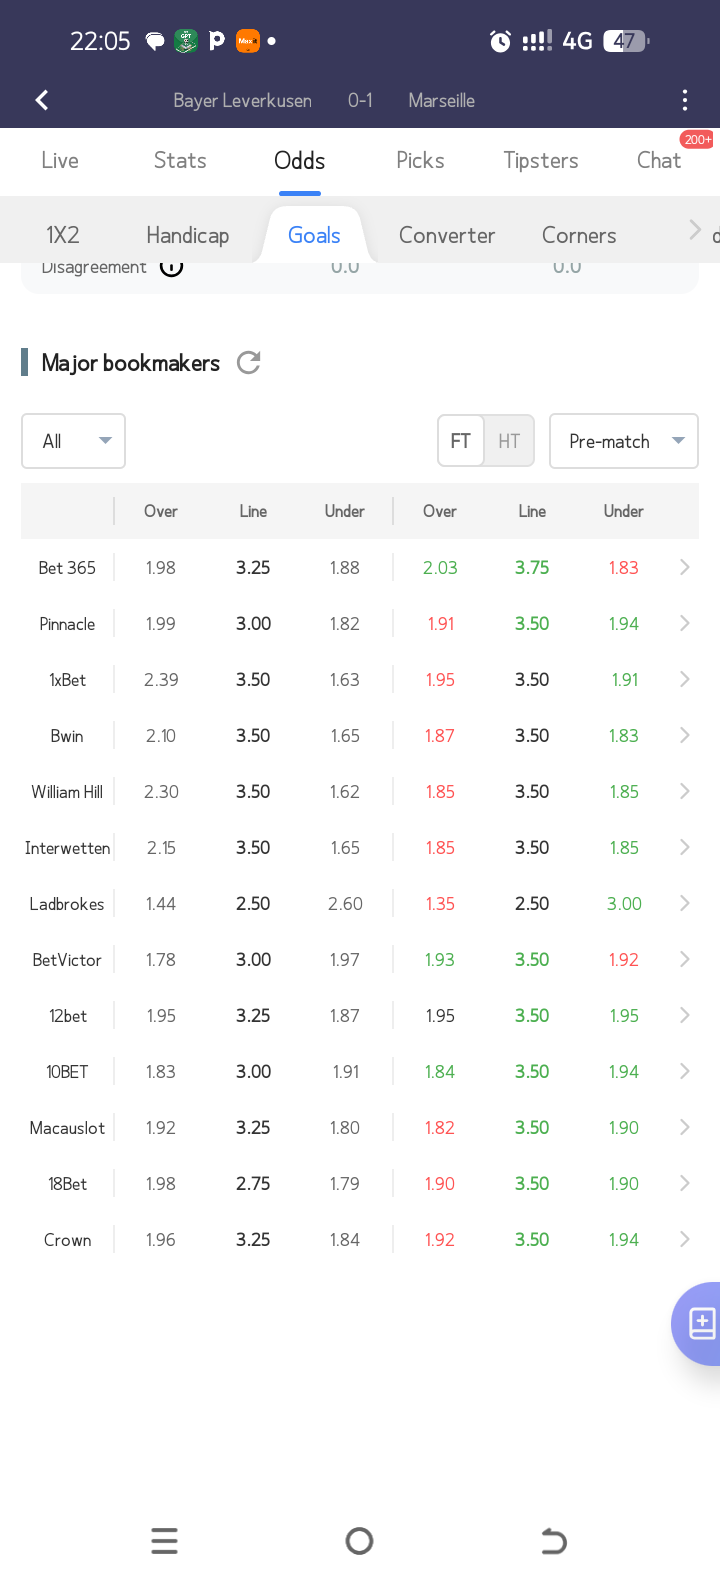 22:05 4G 47
Bayer Leverkusen 0-1 Marseille
200+
Live Stats Odds Picks Tipsters Chat
1X2 Handicap Goals Converter Corners d
Disagreement 0.0 0.0
Major bookmakers
All FT HT Pre-match
Over Line Under Over Line Under
Bet 365 1.98 3.25 1.88 2.03 3.75 1.83
Pinnacle 1.99 3.00 1.82 1.91 3.50 1.94
1xBet 2.39 3.50 1.63 1.95 3.50 1.91
Bwin 2.10 3.50 1.65 1.87 3.50 1.83
William Hill 2.30 3.50 1.62 1.85 3.50 1.85
Interwetten 2.15 3.50 1.65 1.85 3.50 1.85
Ladbrokes 1.44 2.50 2.60 1.35 2.50 3.00
BetVictor 1.78 3.00 1.97 1.93 3.50 1.92
12bet 1.95 3.25 1.87 1.95 3.50 1.95
10BET 1.83 3.00 1.91 1.84 3.50 1.94
Macauslot 1.92 3.25 1.80 1.82 3.50 1.90
18Bet 1.98 2.75 1.79 1.90 3.50 1.90
Crown 1.96 3.25 1.84 1.92 3.50 1.94